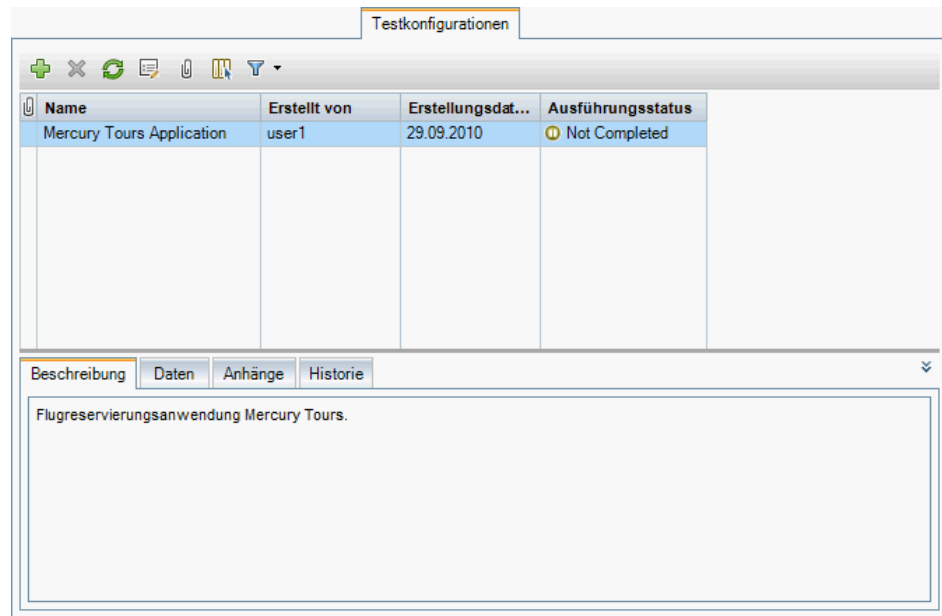 Testkonfigurationen
Name Erstellt von Erstellungsdat... Ausführungsstatus
Mercury Tours Application user1 29.09.2010 Not Completed
Beschreibung Daten Anhänge Historie
Flugreservierungsanwendung Mercury Tours.